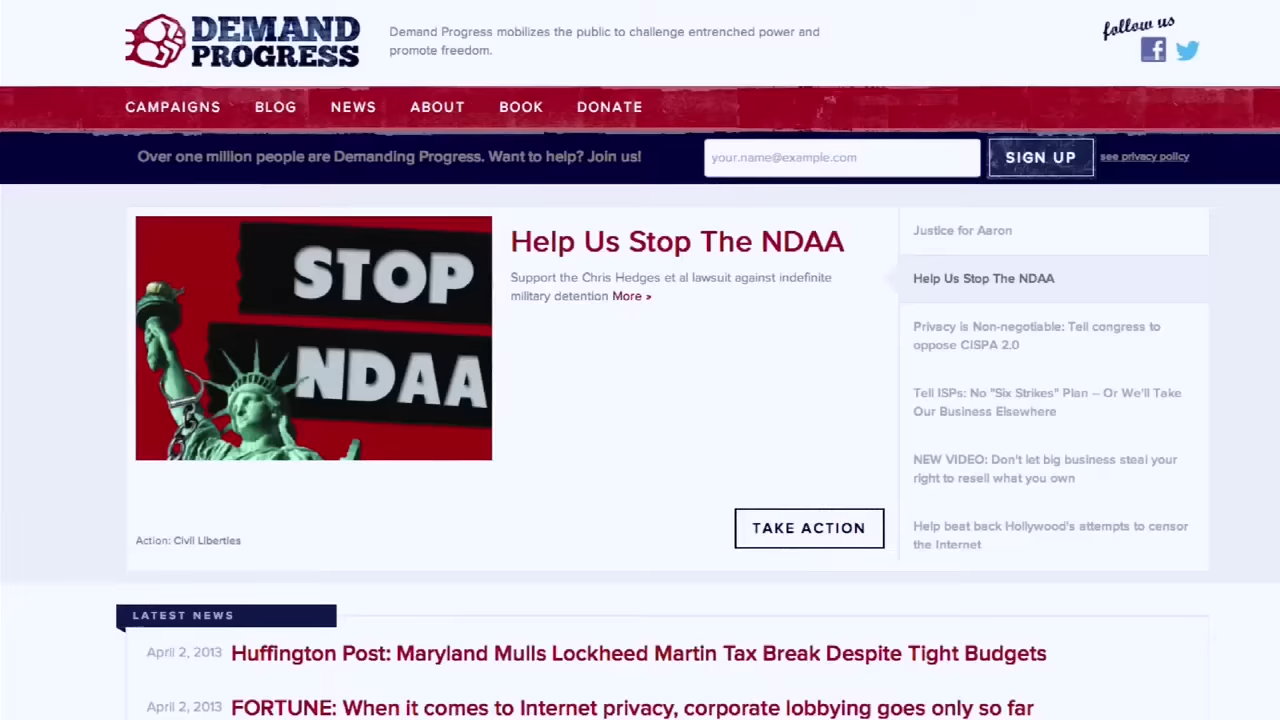 DEMAND
PROGRESS
Demand Progress mobilizes the public to challenge entrenched power and
promote freedom.
follow us
CAMPAIGNS BLOG NEWS ABOUT BOOK DONATE
Over one million people are Demanding Progress. Want to help? Join us!
your.name@example.com
SIGN UP
see privacy policy
STOP
NDAA
Help Us Stop The NDAA
Support the Chris Hedges et al lawsuit against indefinite
military detention More »
Action: Civil Liberties
TAKE ACTION
Justice for Aaron
Help Us Stop The NDAA
Privacy is Non-negotiable: Tell congress to
oppose CISPA 2.0
Tell ISPs: No "Six Strikes" Plan – Or We'll Take
Our Business Elsewhere
NEW VIDEO: Don't let big business steal your
right to resell what you own
Help beat back Hollywood's attempts to censor
the Internet
LATEST NEWS
April 2, 2013 Huffington Post: Maryland Mulls Lockheed Martin Tax Break Despite Tight Budgets
April 2, 2013 FORTUNE: When it comes to Internet privacy, corporate lobbying goes only so far